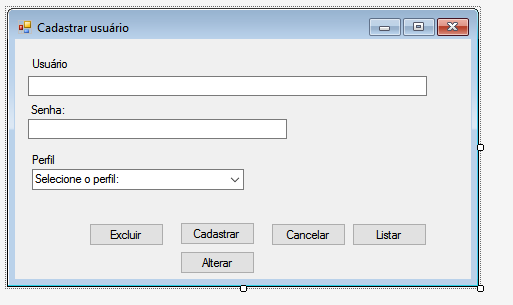 Cadastrar usuário
Usuário
Senha:
Perfil
Selecione o perfil:
Excluir Cadastrar Cancelar Listar
Alterar